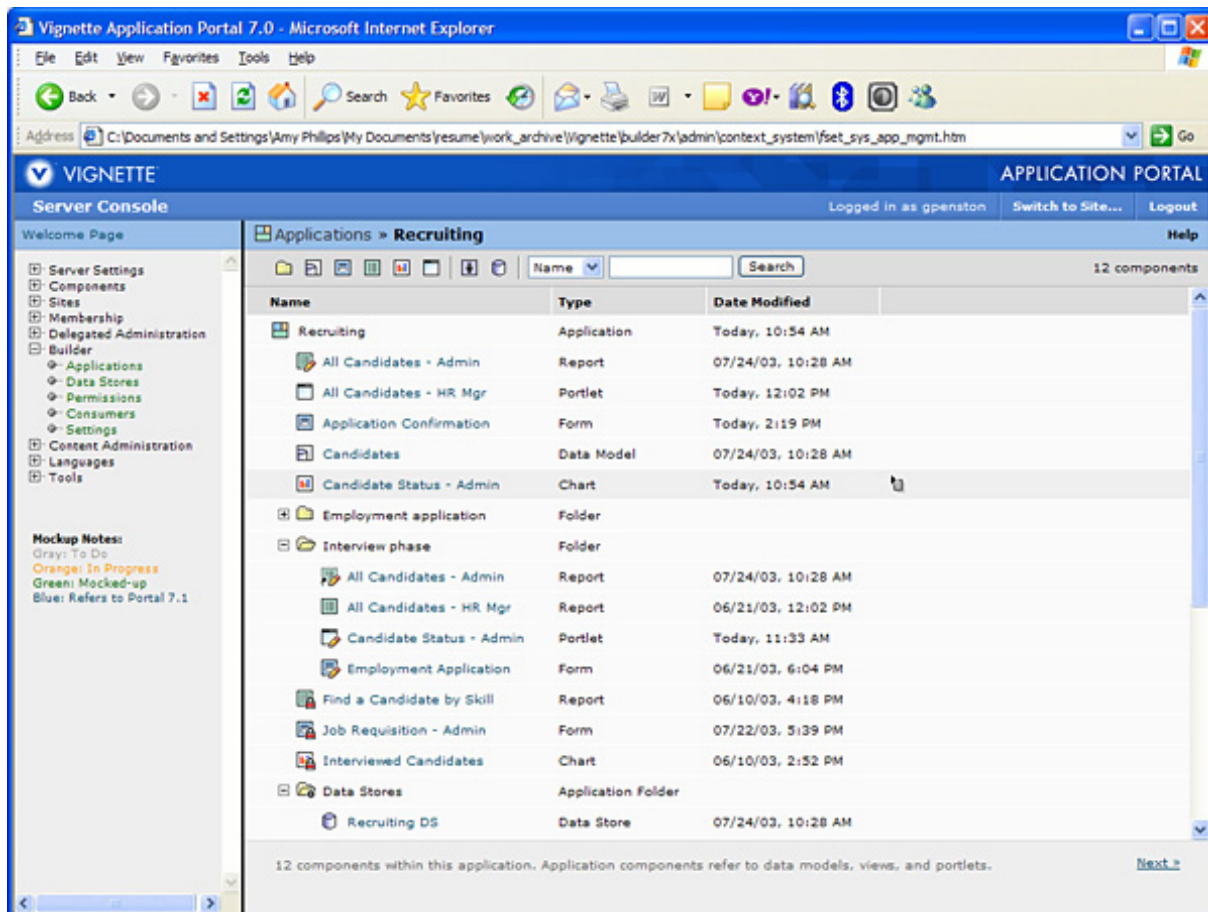 Vignette Application Portal 7.0 - Microsoft Internet Explorer
File Edit View Favorites Tools Help
Back Search Favorites
Address C:\Documents and Settings\Amy Phillips\My Documents\resume\work_archive\Vignette\builder7x\admin\context_system\fset_sys_app_mgmt.htm Go
VIGNETTE APPLICATION PORTAL
Server Console Logged in as gpenston Switch to Site... Logout
Welcome Page
Server Settings
Components
Sites
Membership
Delegated Administration
Builder
Applications
Data Stores
Permissions
Consumers
Settings
Content Administration
Languages
Tools
Mockup Notes:
Gray: To Do
Orange: In Progress
Green: Mocked-up
Blue: Refers to Portal 7.1
Applications » Recruiting Help
Name Search 12 components
Name Type Date Modified
Recruiting Application Today, 10:54 AM
All Candidates - Admin Report 07/24/03, 10:28 AM
All Candidates - HR Mgr Portlet Today, 12:02 PM
Application Confirmation Form Today, 2:19 PM
Candidates Data Model 07/24/03, 10:28 AM
Candidate Status - Admin Chart Today, 10:54 AM
Employment application Folder
Interview phase Folder
All Candidates - Admin Report 07/24/03, 10:28 AM
All Candidates - HR Mgr Report 06/21/03, 12:02 PM
Candidate Status - Admin Portlet Today, 11:33 AM
Employment Application Form 06/21/03, 6:04 PM
Find a Candidate by Skill Report 06/10/03, 4:18 PM
Job Requisition - Admin Form 07/22/03, 5:39 PM
Interviewed Candidates Chart 06/10/03, 2:52 PM
Data Stores Application Folder
Recruiting DS Data Store 07/24/03, 10:28 AM
12 components within this application. Application components refer to data models, views, and portlets. Next »